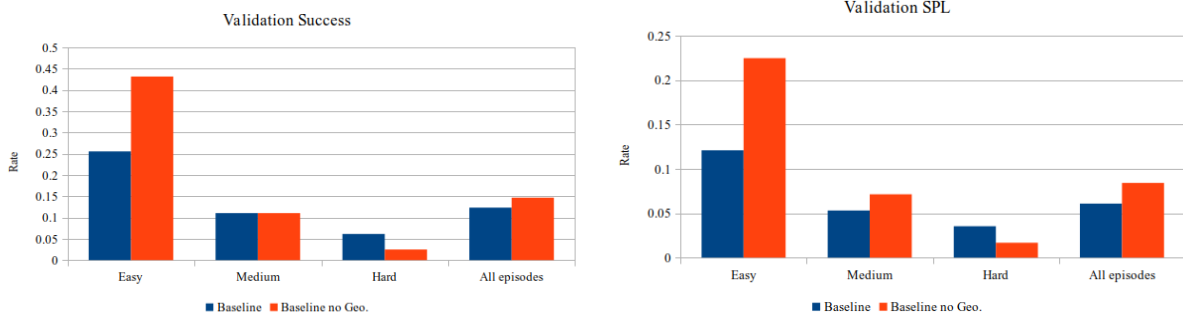 Validation Success
0.5
0.45
0.4
0.35
0.3
0.25
0.2
0.15
0.1
0.05
0
Rate
Easy Medium Hard All episodes
Baseline Baseline no Geo.
Validation SPL
0.25
0.2
0.15
0.1
0.05
0
Rate
Easy Medium Hard All episodes
Baseline Baseline no Geo.